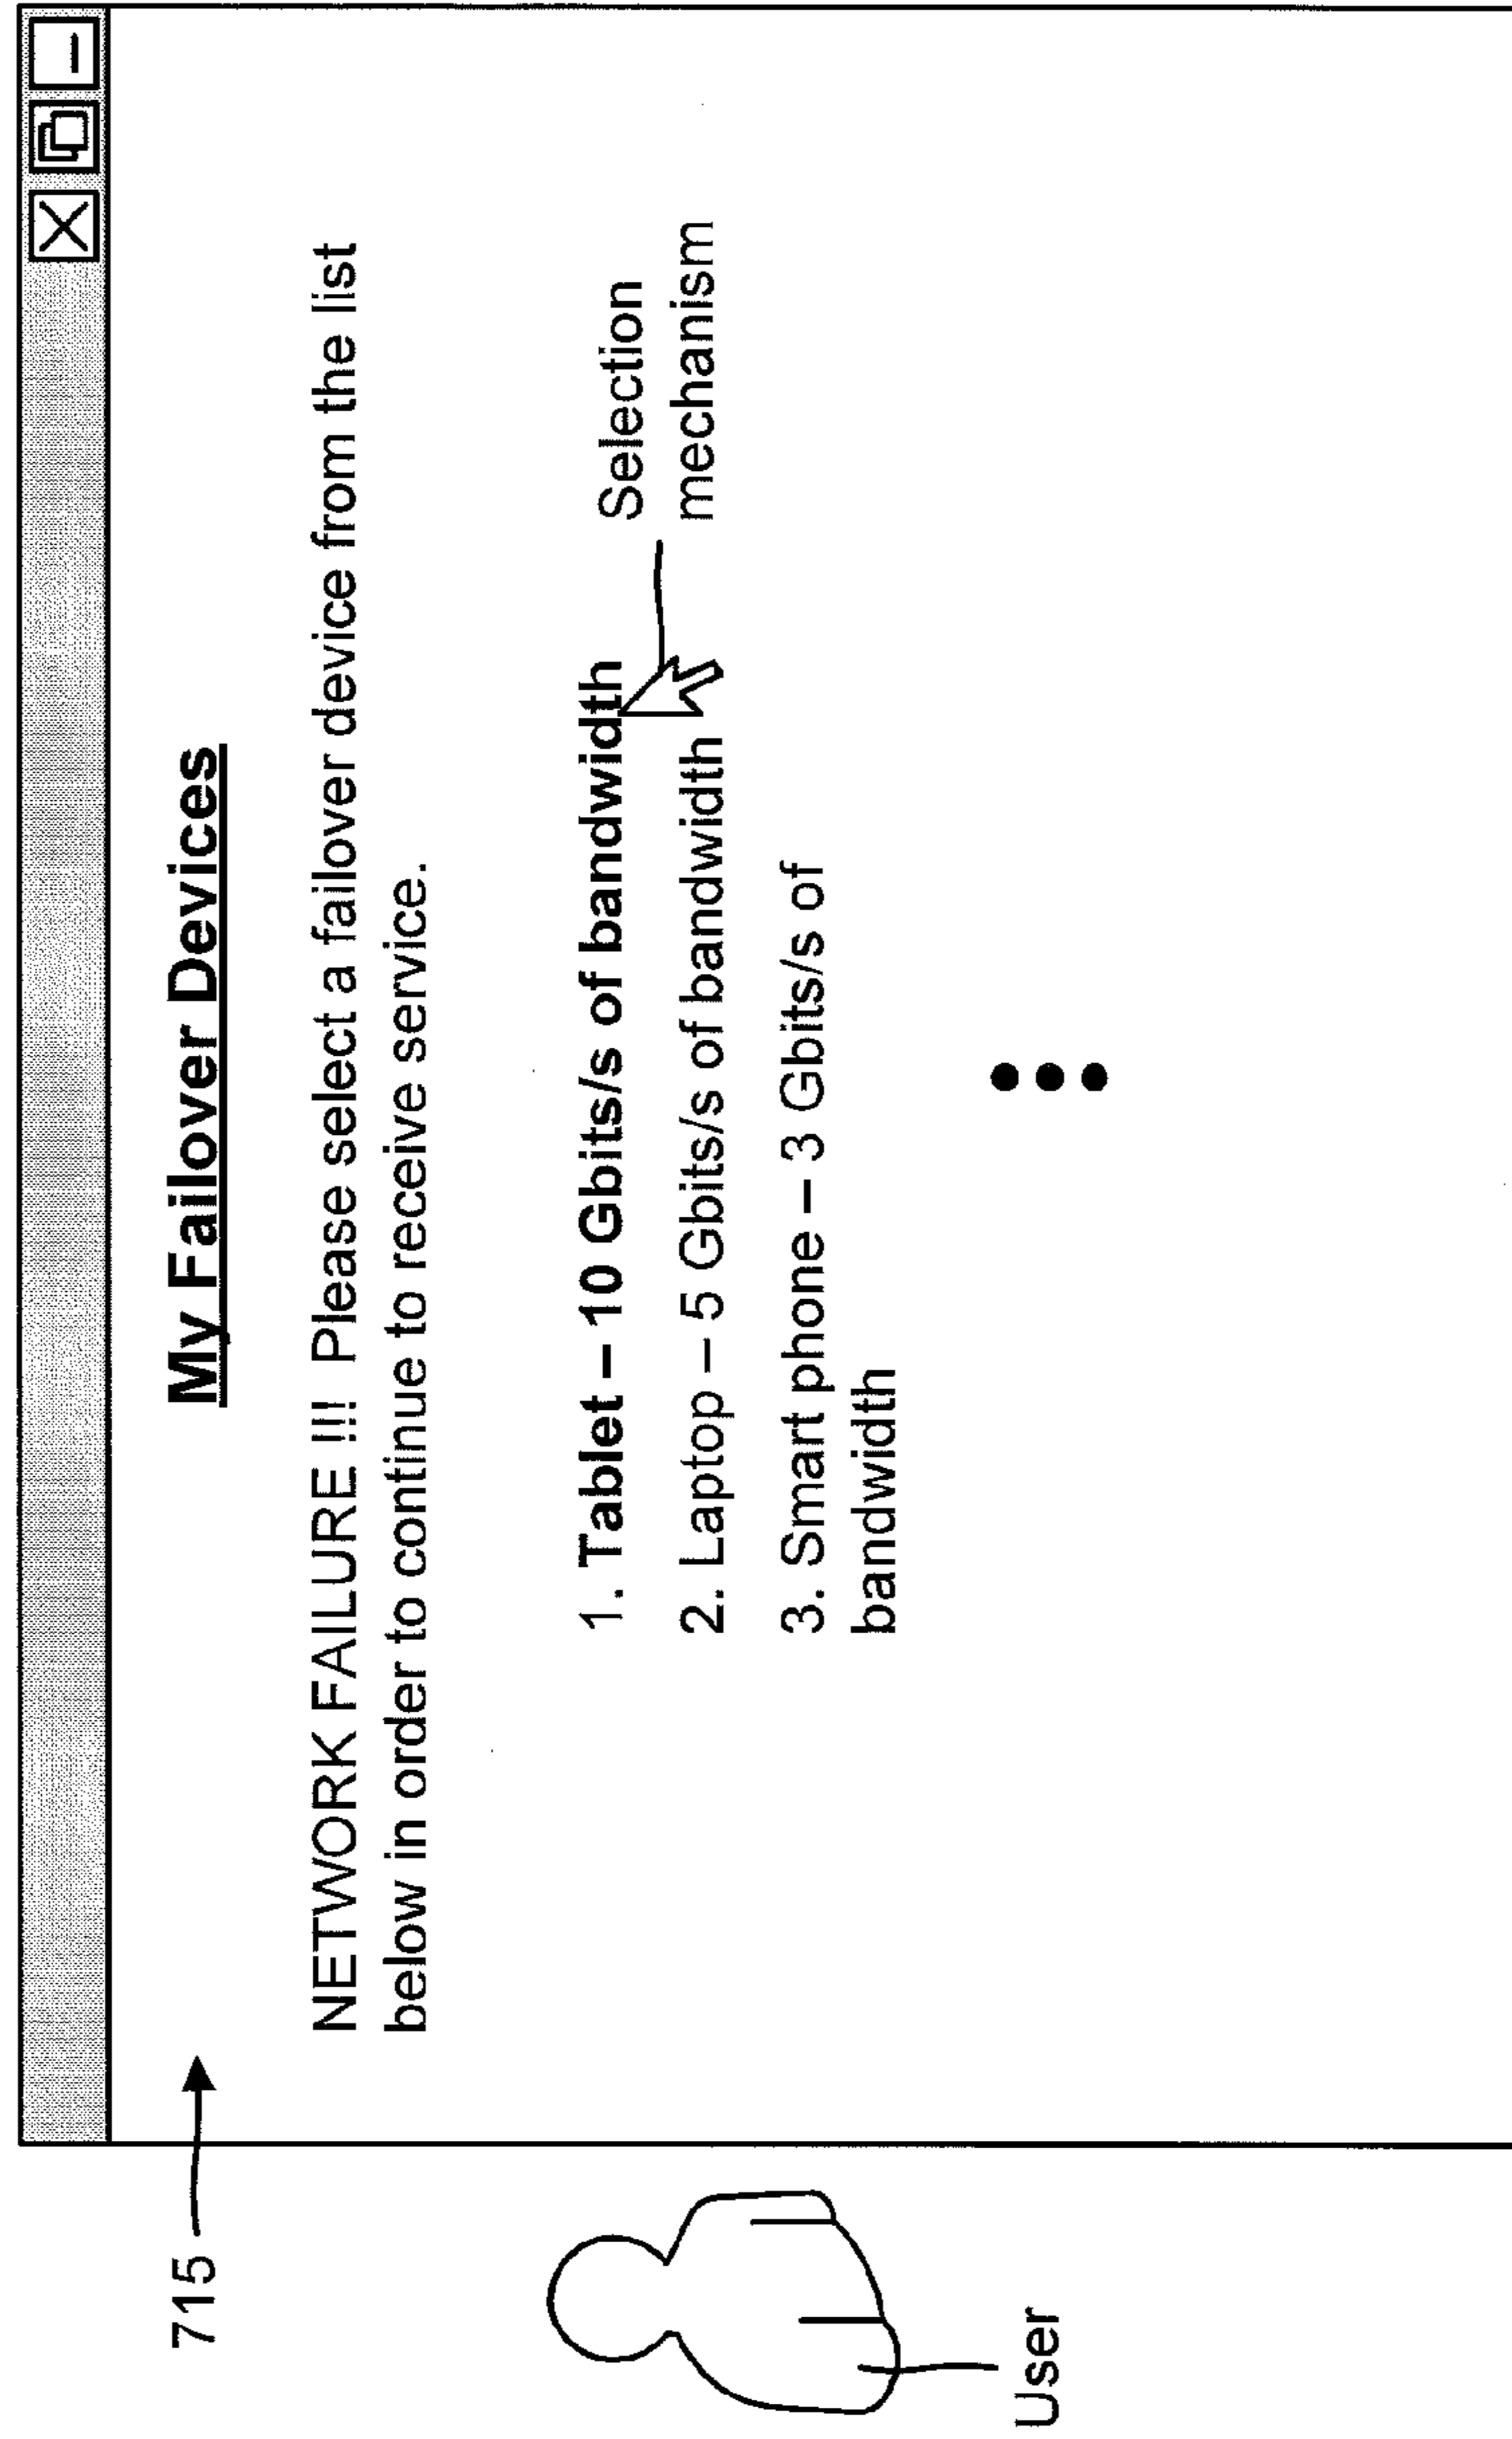 715
My Failover Devices
NETWORK FAILURE !!! Please select a failover device from the list
below in order to continue to receive service.
1. Tablet – 10 Gbits/s of bandwidth
2. Laptop – 5 Gbits/s of bandwidth
3. Smart phone – 3 Gbits/s of
bandwidth
Selection
mechanism
User